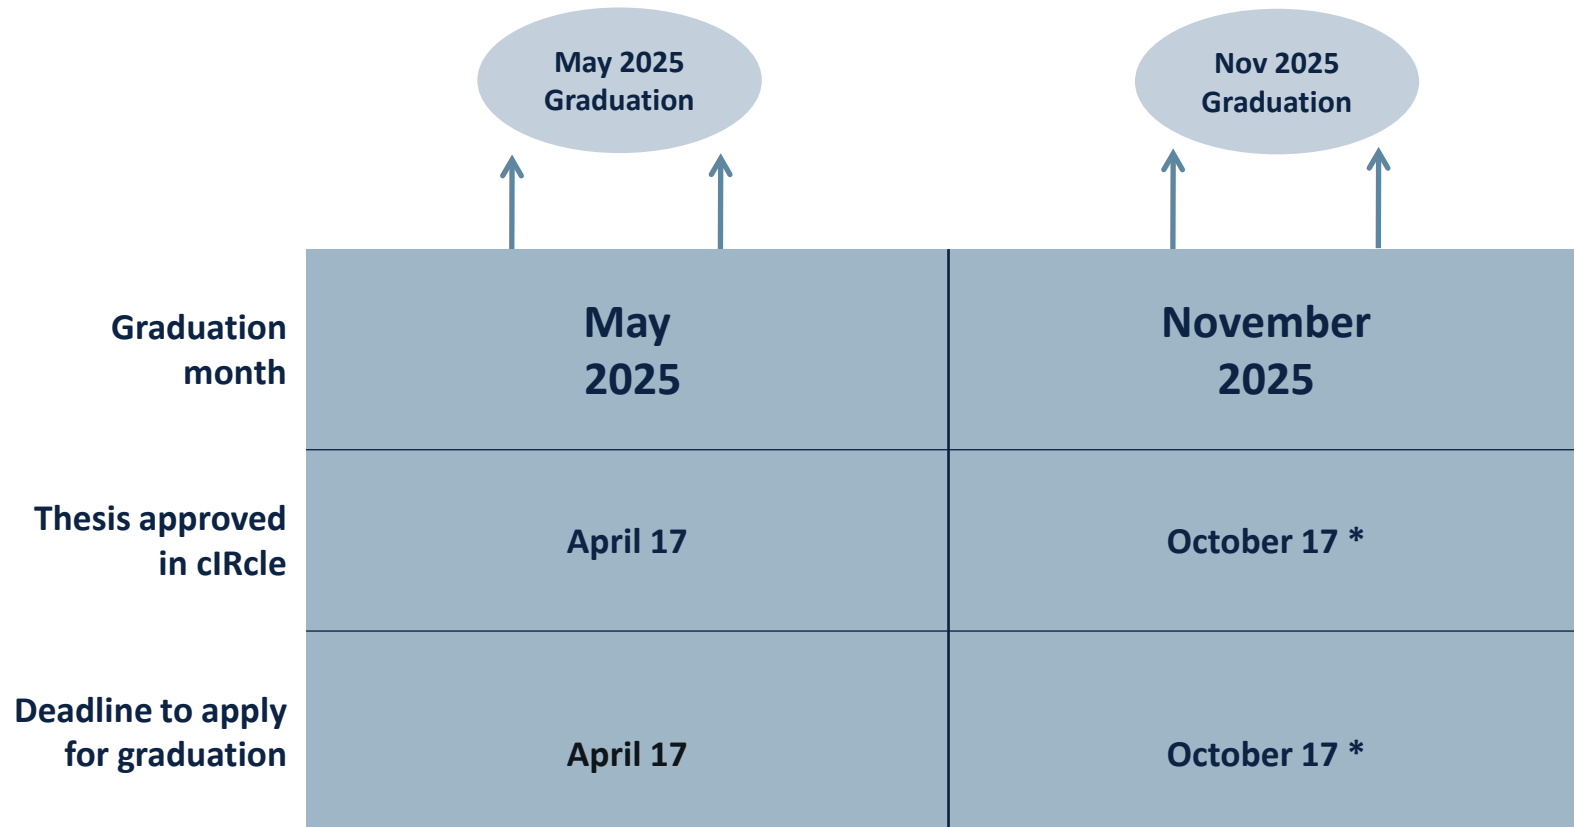 May 2025
Graduation
Nov 2025
Graduation
Graduation
month
May
2025
November
2025
Thesis approved
in cIRcle
April 17
October 17 *
Deadline to apply
for graduation
April 17
October 17 *